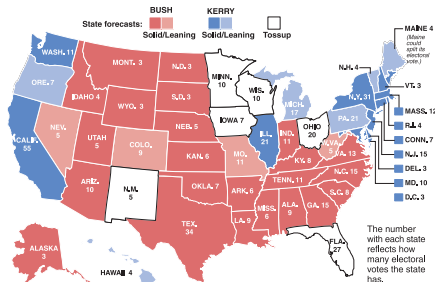 BUSH
KERRY
State forecasts:
Solid/Leaning
Solid/Leaning
Tossup
MAINE 4
(Maine
could
split its
electoral
vote.)
WASH. 11
ORE. 7
CALIF.
55
NEV.
5
IDAHO 4
MONT. 3
WYO. 3
UTAH
5
COLO.
9
ARIZ.
10
N.M.
5
N.D. 3
S.D. 3
NEB. 5
KAN. 6
OKLA. 7
TEX.
34
MINN.
10
IOWA 7
MO.
11
ARK. 6
LA. 9
WIS.
10
ILL.
21
MICH.
17
IND.
11
OHIO
20
KY. 8
TENN. 11
MISS.
6
ALA.
9
GA. 15
FLA.
27
S.C. 8
N.C. 15
VA. 13
W.VA.
5
PA. 21
N.Y. 31
N.H. 4
VT. 3
MASS. 12
R.I. 4
CONN. 7
N.J. 15
DEL. 3
MD. 10
D.C. 3
ALASKA
3
HAWAII 4
The number
with each state
reflects how
many electoral
votes the state
has.